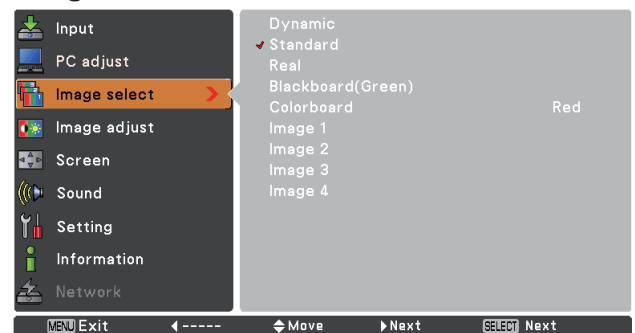 Input
PC adjust
Image select
Image adjust
Screen
Sound
Setting
Information
Network
Dynamic
Standard
Real
Blackboard(Green)
Colorboard Red
Image 1
Image 2
Image 3
Image 4
MENU Exit ----- Move Next SELECT Next